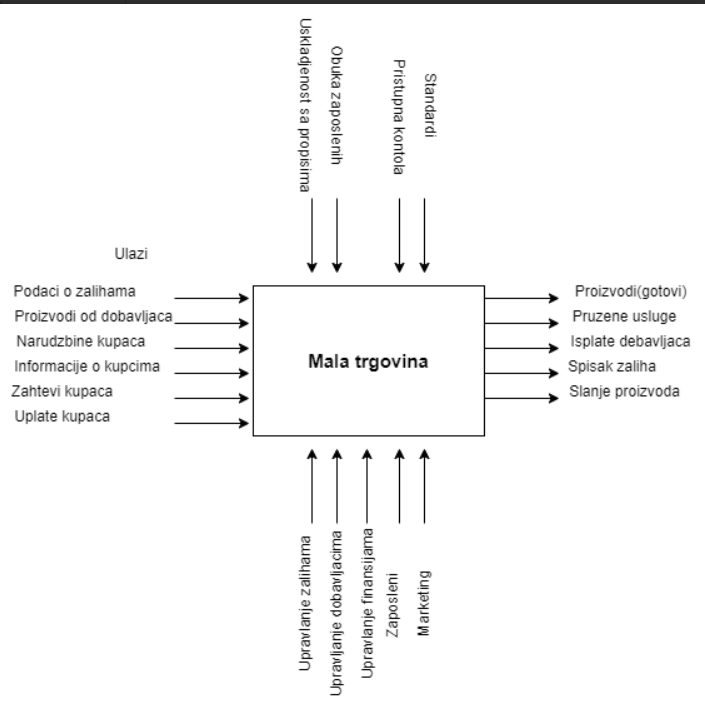 Uskladjenost sa propisima
Obuka zaposlenih
Pristupna kontola
Standardi
Ulazi
Podaci o zalihama
Proizvodi od dobavljaca
Narudzbine kupaca
Informacije o kupcima
Zahtevi kupaca
Uplate kupaca
Mala trgovina
Proizvodi(gotovi)
Pruzene usluge
Isplate debavljaca
Spisak zaliha
Slanje proizvoda
Upravlanje zalihama
Upravljanje dobavljacima
Upravlanje finansijama
Zaposleni
Marketing